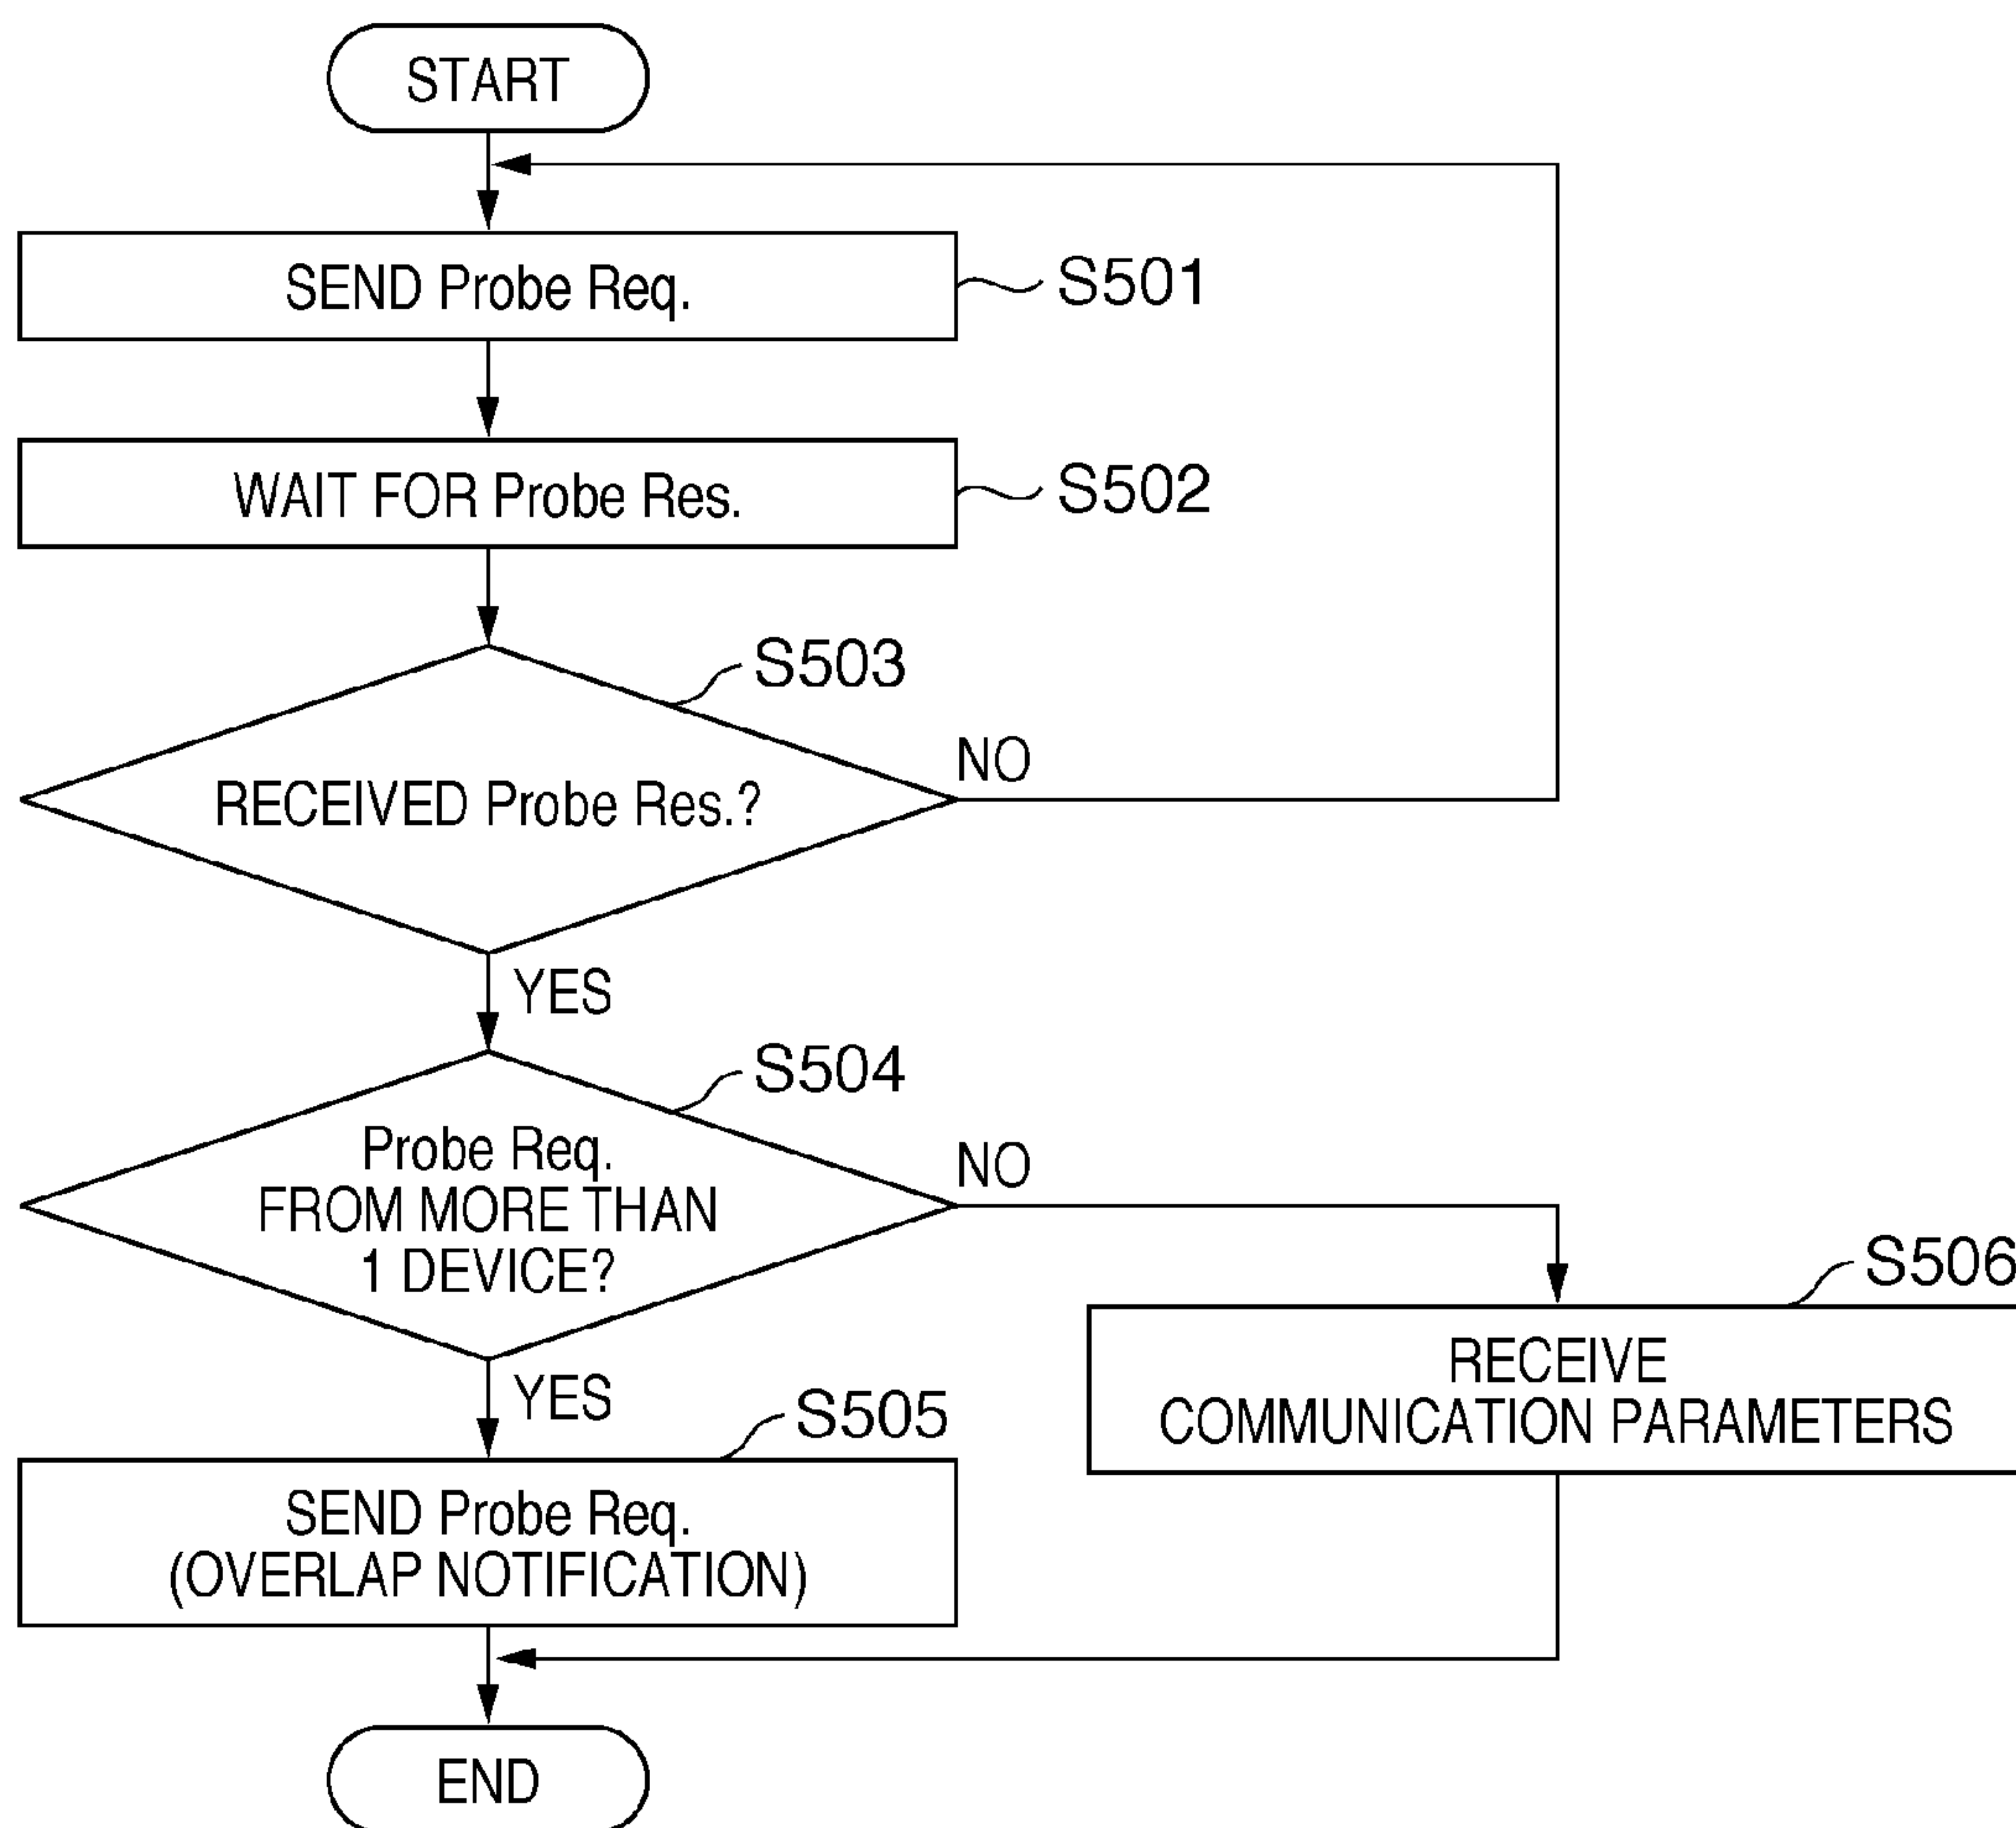 START
SEND Probe Req.
S501
WAIT FOR Probe Res.
S502
S503
RECEIVED Probe Res.?
NO
YES
S504
Probe Req.
FROM MORE THAN
1 DEVICE?
NO
S506
RECEIVE
COMMUNICATION PARAMETERS
YES
S505
SEND Probe Req.
(OVERLAP NOTIFICATION)
END